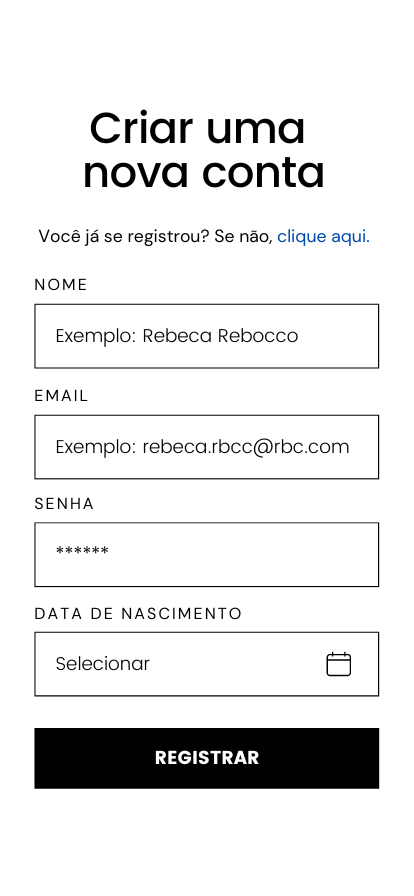 Criar uma
nova conta
Você já se registrou? Se não, clique aqui.
NOME
Exemplo: Rebeca Rebocco
EMAIL
Exemplo: rebeca.rbcc@rbc.com
SENHA
******
DATA DE NASCIMENTO
Selecionar
REGISTRAR